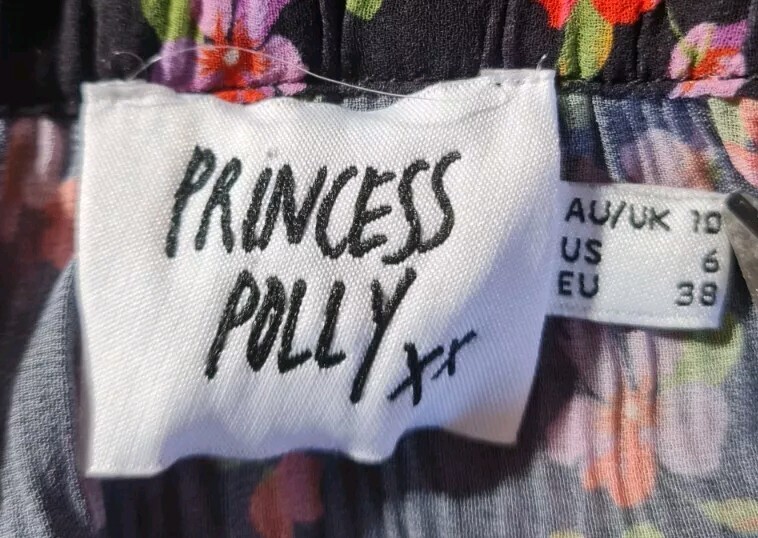 PRINCESS
POLLY xx
AU/UK 10
US 6
EU 38